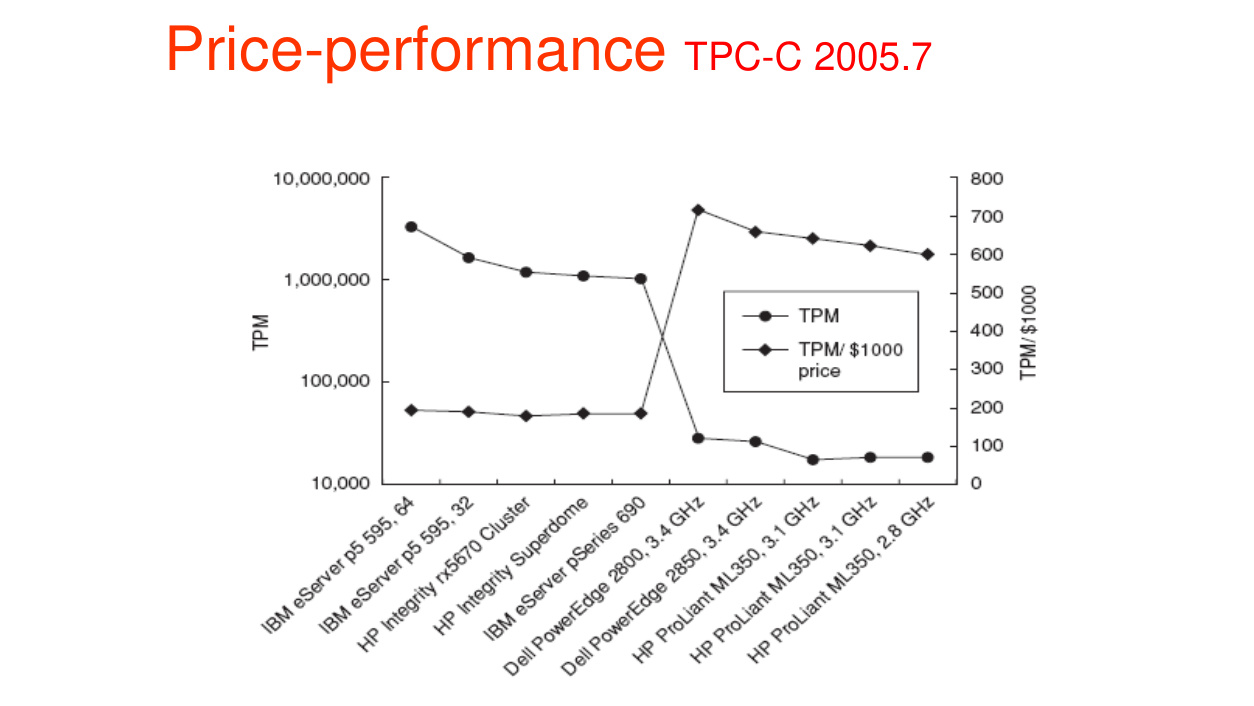 Price-performance TPC-C 2005.7
10,000,000
1,000,000
100,000
10,000
TPM
800
700
600
500
400
300
200
100
0
TPM/ $1000
TPM
TPM/ $1000
price
IBM eServer p5 595, 64
IBM eServer p5 595, 32
HP Integrity rx5670 Cluster
HP Integrity Superdome
IBM eServer pSeries 690
Dell PowerEdge 2800, 3.4 GHz
Dell PowerEdge 2850, 3.4 GHz
HP ProLiant ML350, 3.1 GHz
HP ProLiant ML350, 3.1 GHz
HP ProLiant ML350, 2.8 GHz